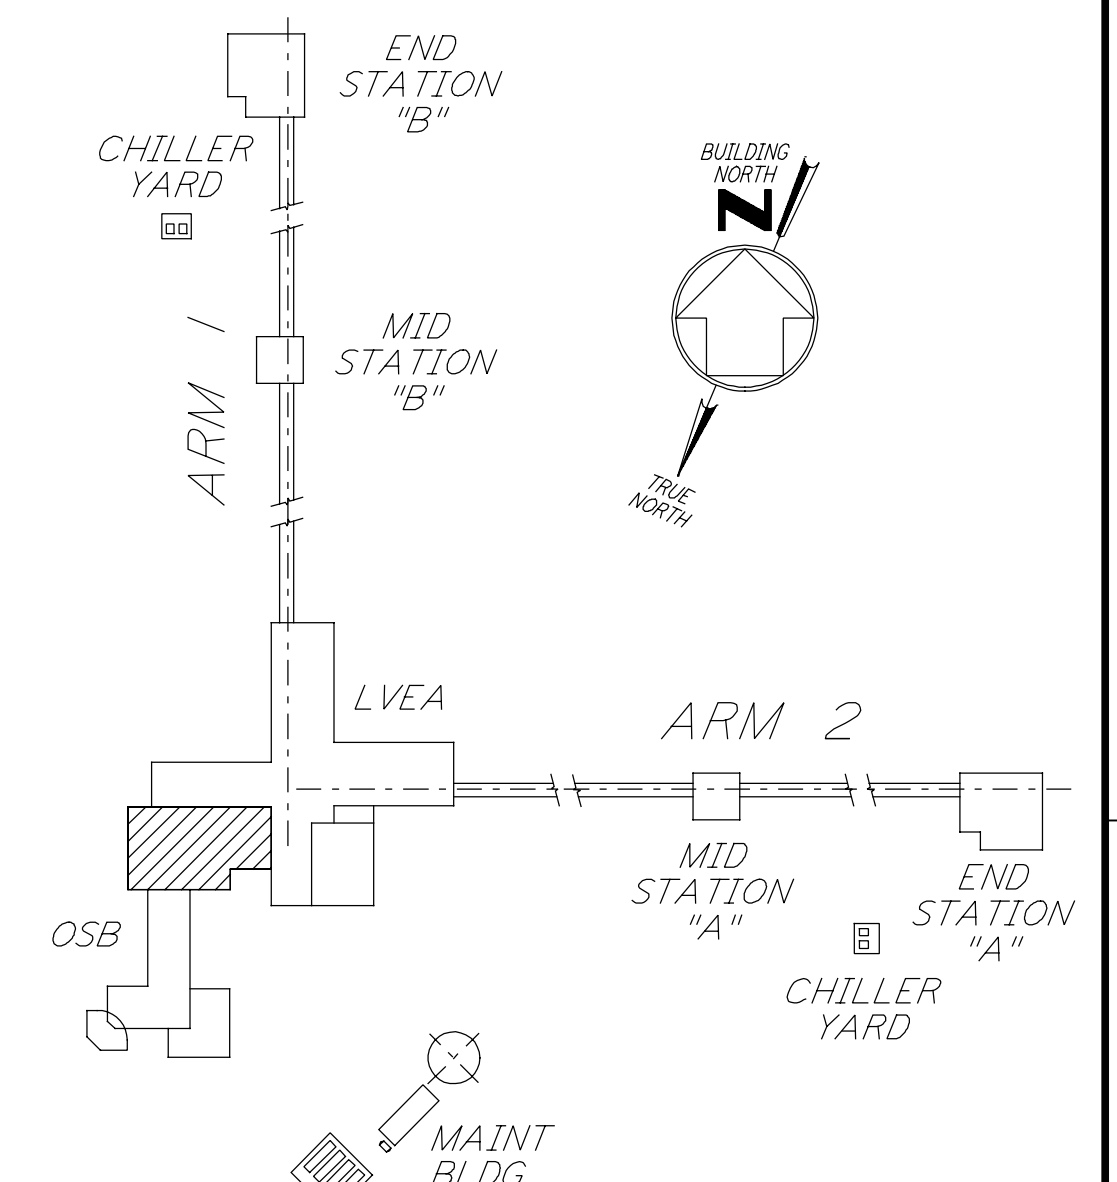 END
STATION
"B"
CHILLER
YARD
BUILDING
NORTH
N
MID
STATION
"B"
ARM 1
TRUE
NORTH
LVEA
ARM 2
MID
STATION
"A"
END
STATION
"A"
OSB
CHILLER
YARD
MAINT
BLDG